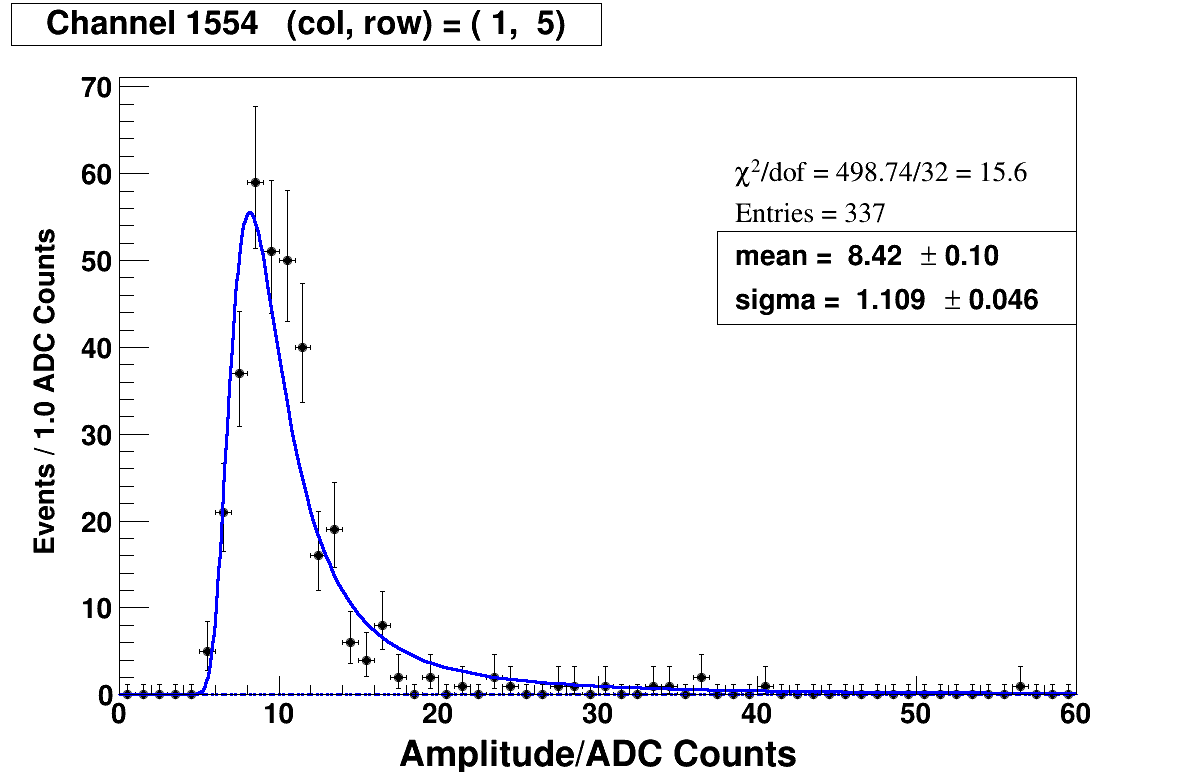 Channel 1554 (col, row) = ( 1, 5)
70
60
50
40
30
20
10
0
Events / 1.0 ADC Counts
χ²/dof = 498.74/32 = 15.6
Entries = 337
mean = 8.42 ± 0.10
sigma = 1.109 ± 0.046
0 10 20 30 40 50 60
Amplitude/ADC Counts